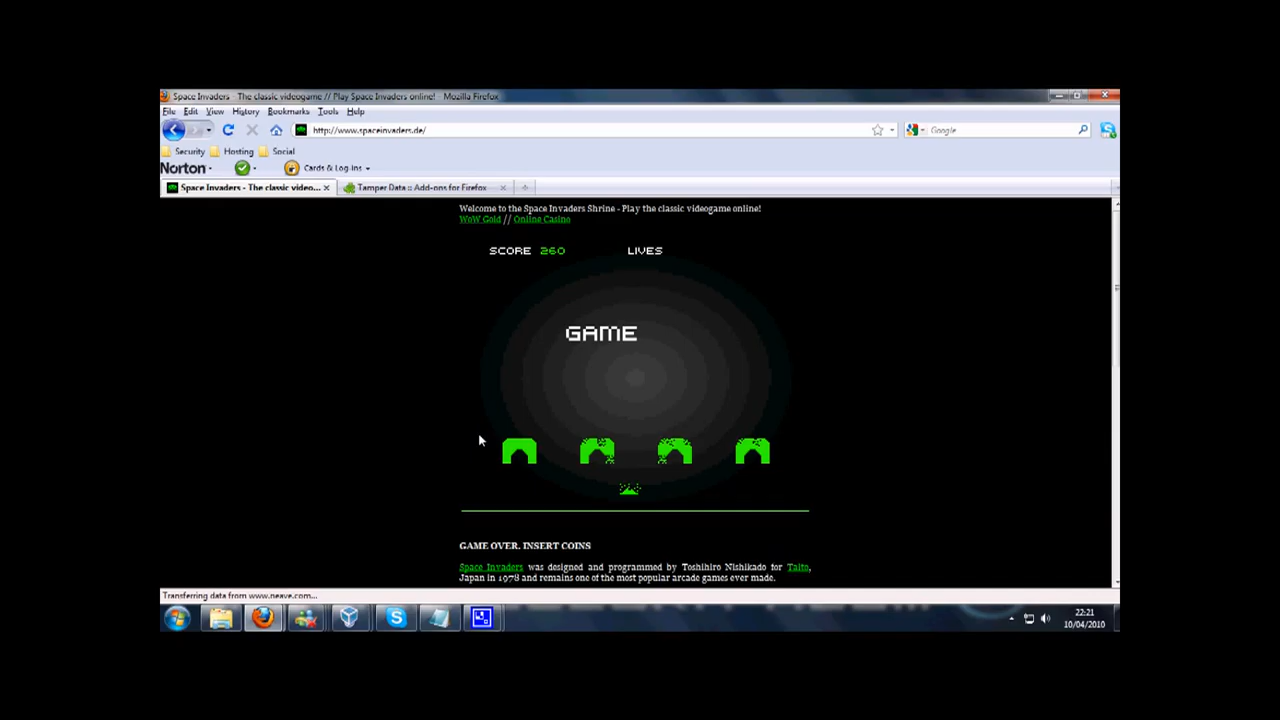 Space Invaders - The classic videogame // Play Space Invaders online! - Mozilla Firefox
File Edit View History Bookmarks Tools Help
http://www.spaceinvaders.de/
Google
Security Hosting Social
Norton Cards & Log-ins
Space Invaders - The classic video...
Tamper Data :: Add-ons for Firefox
Welcome to the Space Invaders Shrine - Play the classic videogame online!
WoW Gold // Online Casino
SCORE 260 LIVES
GAME
GAME OVER. INSERT COINS
Space Invaders was designed and programmed by Toshihiro Nishikado for Taito,
Japan in 1978 and remains one of the most popular arcade games ever made.
Transferring data from www.neave.com...
22:21
10/04/2010